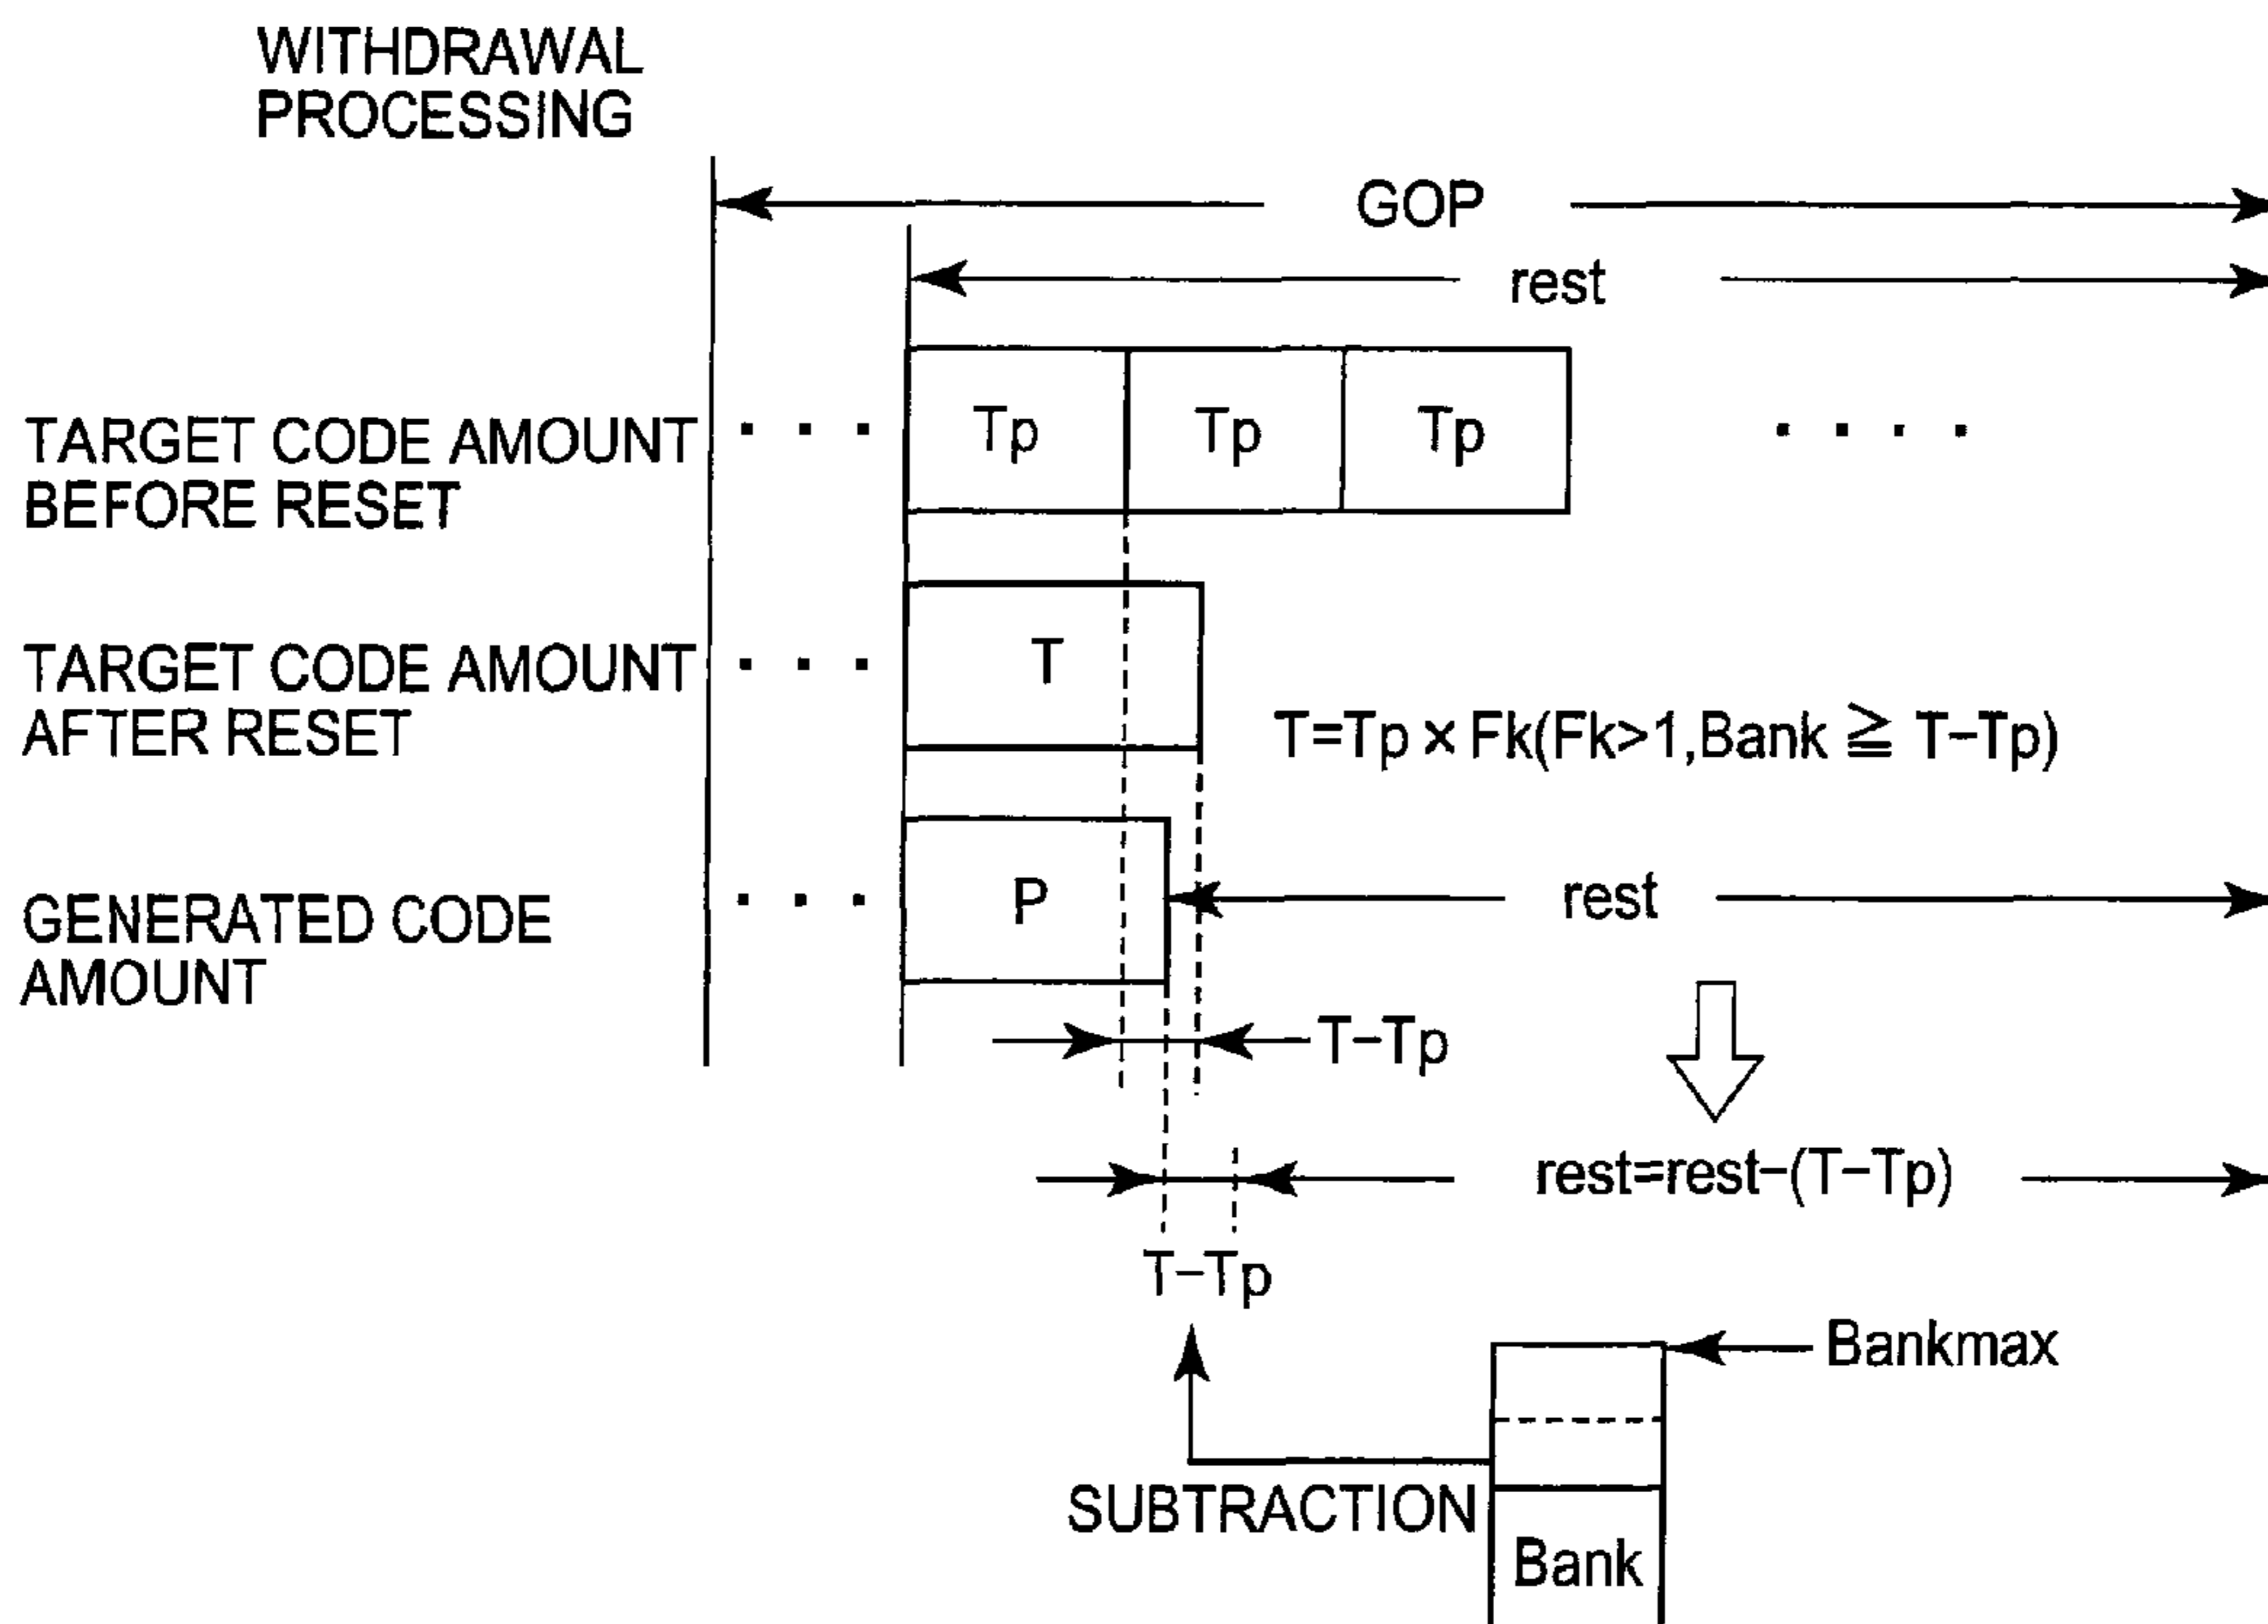 WITHDRAWAL
PROCESSING
GOP
rest
TARGET CODE AMOUNT
BEFORE RESET
· · ·
Tp
Tp
Tp
· · · ·
TARGET CODE AMOUNT
AFTER RESET
· · ·
T
T=Tp × Fk(Fk>1,Bank ≧ T−Tp)
GENERATED CODE
AMOUNT
· · ·
P
rest
T−Tp
rest=rest−(T−Tp)
T−Tp
Bankmax
SUBTRACTION
Bank